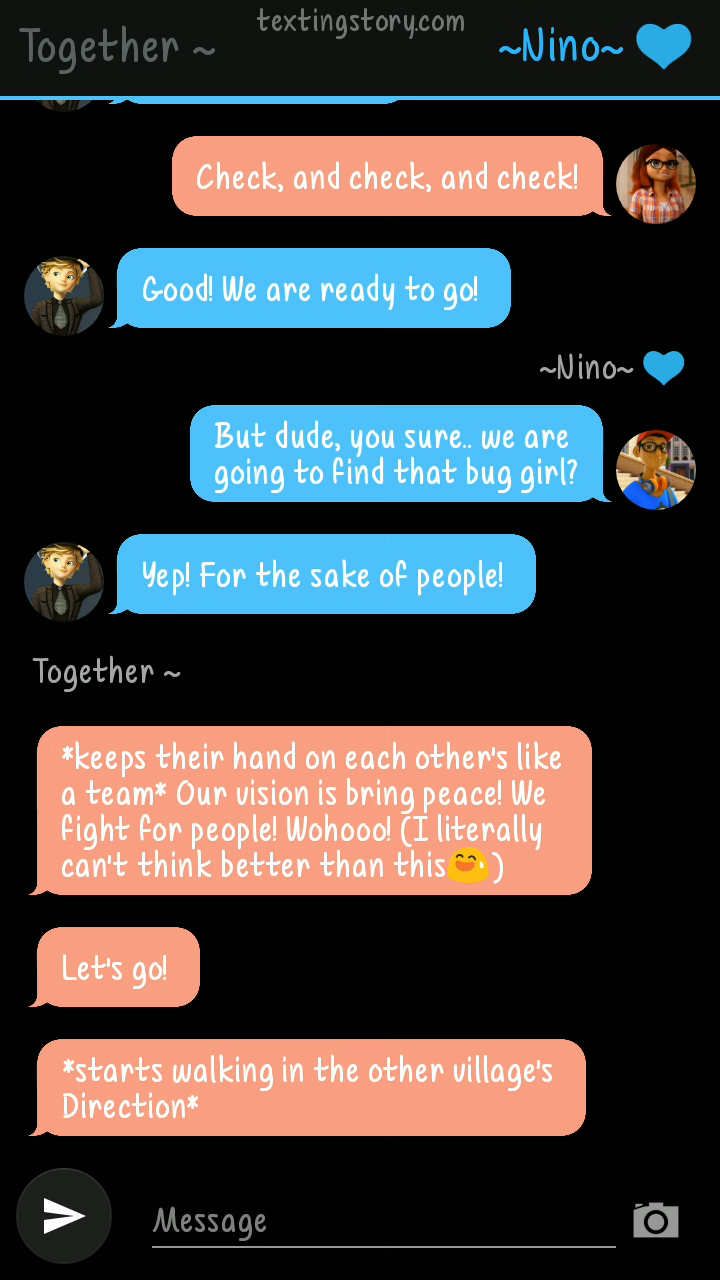 textingstory.com
Together ~
~Nino~
Check, and check, and check!
Good! We are ready to go!
~Nino~
But dude, you sure.. we are
going to find that bug girl?
Yep! For the sake of people!
Together ~
*keeps their hand on each other's like
a team* Our vision is bring peace! We
fight for people! Wohooo! (I literally
can't think better than this😅)
Let's go!
*starts walking in the other village's
Direction*
Message